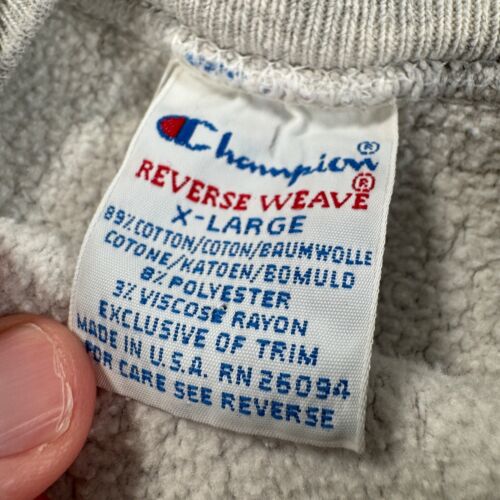 Champion®
REVERSE WEAVE®
X-LARGE
89% COTTON/COTON/BAUMWOLLE
COTONE/KATOEN/BOMULD
8% POLYESTER
3% VISCOSE RAYON
EXCLUSIVE OF TRIM
MADE IN U.S.A. RN 26094
FOR CARE SEE REVERSE